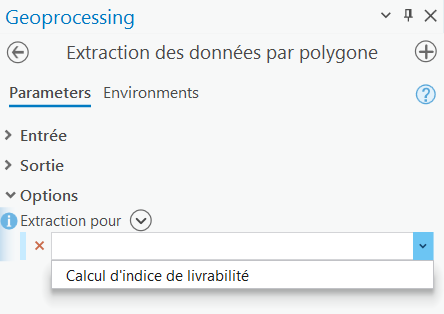 Geoprocessing
Extraction des données par polygone
Parameters Environments
Entrée
Sortie
Options
Extraction pour
Calcul d'indice de livrabilité